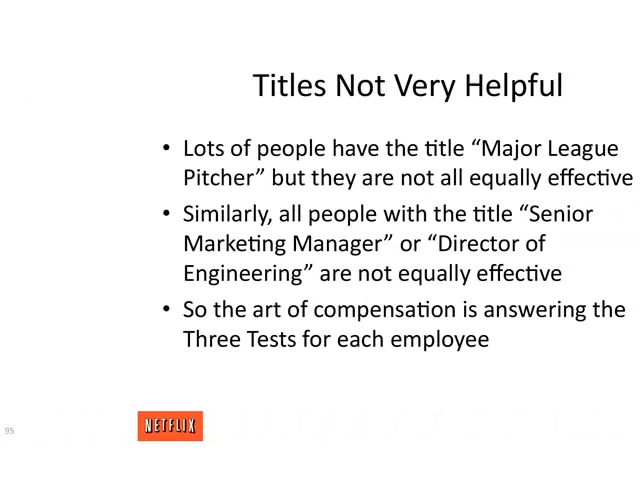 Titles Not Very Helpful
• Lots of people have the title “Major League
Pitcher” but they are not all equally effective
• Similarly, all people with the title “Senior
Marketing Manager” or “Director of
Engineering” are not equally effective
• So the art of compensation is answering the
Three Tests for each employee
NETFLIX
95